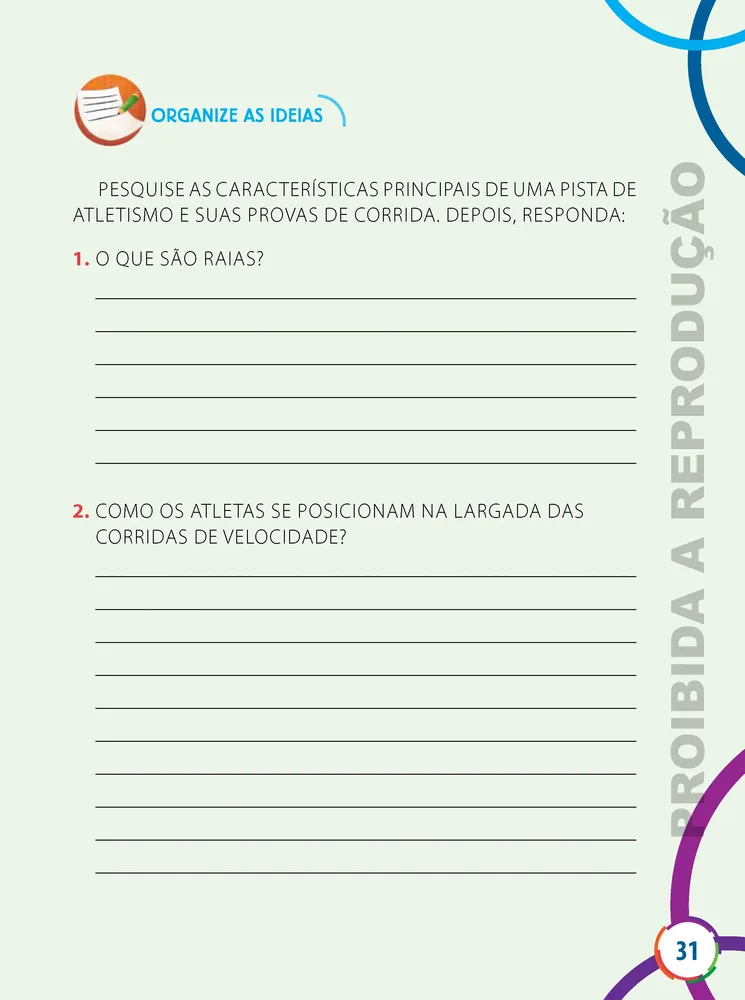 ORGANIZE AS IDEIAS
PESQUISE AS CARACTERÍSTICAS PRINCIPAIS DE UMA PISTA DE
ATLETISMO E SUAS PROVAS DE CORRIDA. DEPOIS, RESPONDA:
1. O QUE SÃO RAIAS?
2. COMO OS ATLETAS SE POSICIONAM NA LARGADA DAS
CORRIDAS DE VELOCIDADE?
PROIBIDA A REPRODUÇÃO
31